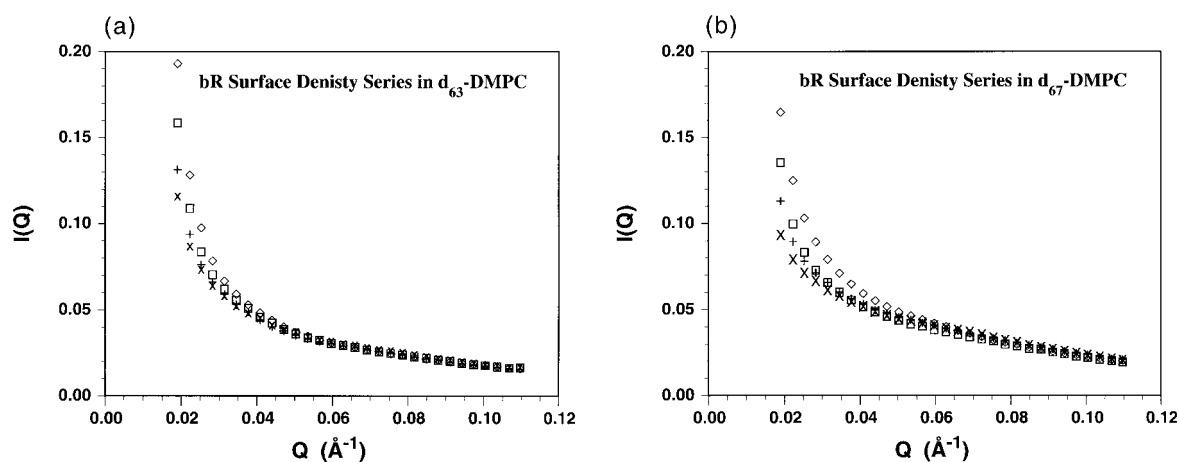 (a)
bR Surface Denisty Series in d63-DMPC
I(Q)
0.20
0.15
0.10
0.05
0.00
0.00 0.02 0.04 0.06 0.08 0.10 0.12
Q (Å-1)
(b)
bR Surface Denisty Series in d67-DMPC
I(Q)
0.20
0.15
0.10
0.05
0.00
0.00 0.02 0.04 0.06 0.08 0.10 0.12
Q (Å-1)